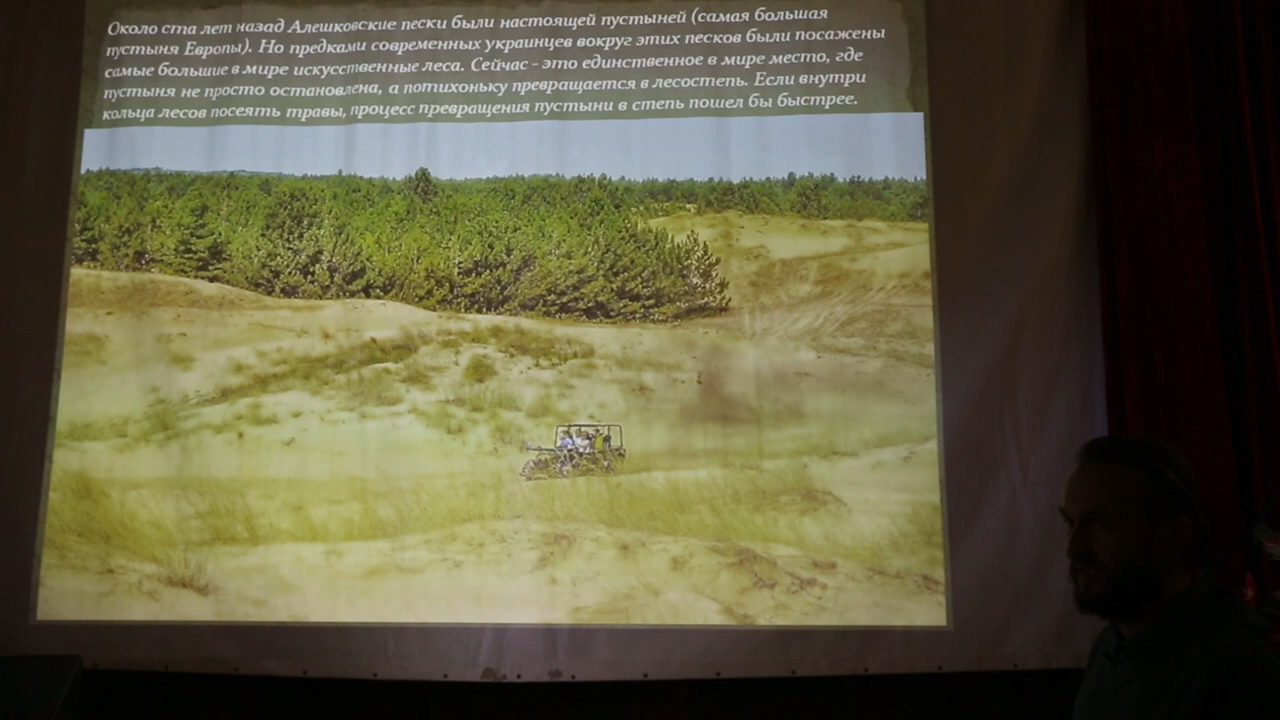 Около ста лет назад Алешковские пески были настоящей пустыней (самая большая
пустыня Европы). Но предками современных украинцев вокруг этих песков были посажены
самые большие в мире искусственные леса. Сейчас - это единственное в мире место, где
пустыня не просто остановлена, а потихоньку превращается в лесостепь. Если внутри
кольца лесов посеять травы, процесс превращения пустыни в степь пошел бы быстрее.